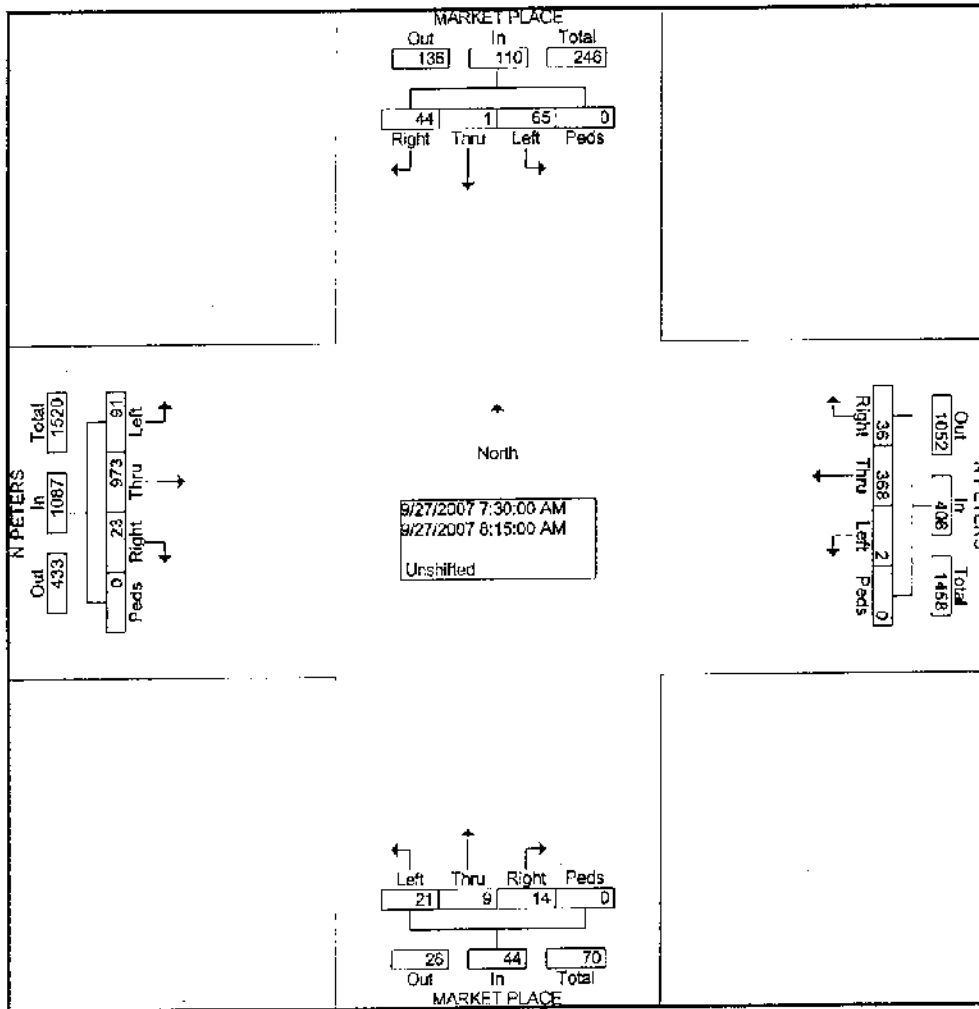 MARKET PLACE
Out In Total
136 110 246
44 1 65 0
Right Thru Left Peds
N PETERS
Total In Out
1520 1087 433
91 973 23 0
Left Thru Right Peds
North
9/27/2007 7:30:00 AM
9/27/2007 8:15:00 AM
Unshifted
Right Thru Left Peds
36 368 2 0
Out In Total
1052 406 1458
N PETERS
Left Thru Right Peds
21 9 14 0
26 44 70
Out In Total
MARKET PLACE